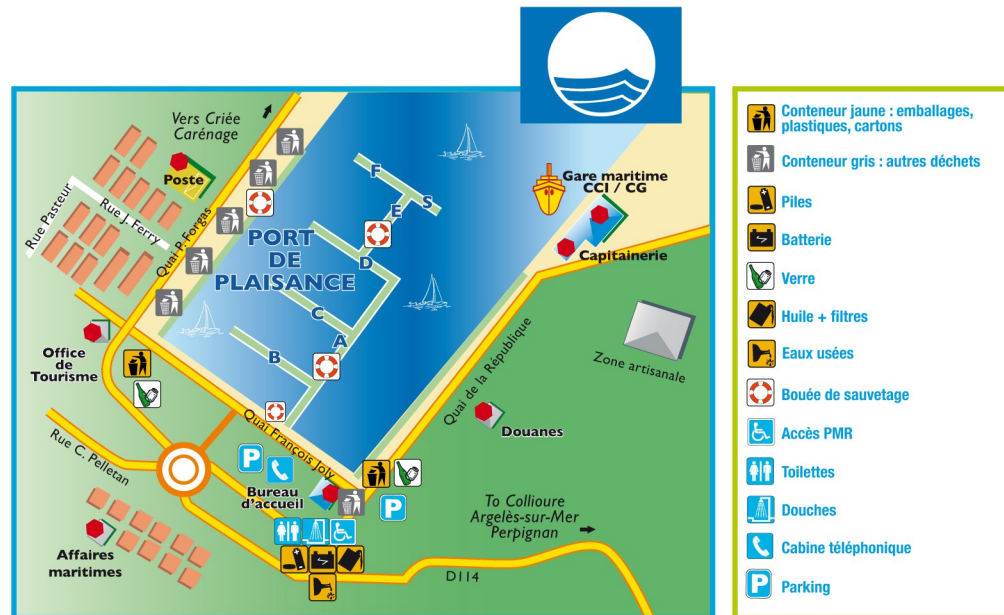 Vers Criée
Carénage
Poste
Rue Pasteur
Rue J. Ferry
Quai P. Forgas
PORT
DE
PLAISANCE
F
S
E
D
C
A
B
Gare maritime
CCI / CG
Capitainerie
Office
de
Tourisme
Quai de la République
Zone artisanale
Douanes
Quai François Joly
Rue C. Pelletan
P
Bureau
d'accueil
P
To Collioure
Argelès-sur-Mer
Perpignan
Affaires
maritimes
D114
Conteneur jaune : emballages,
plastiques, cartons
Conteneur gris : autres déchets
Piles
Batterie
Verre
Huile + filtres
Eaux usées
Bouée de sauvetage
Accès PMR
Toilettes
Douches
Cabine téléphonique
P
Parking